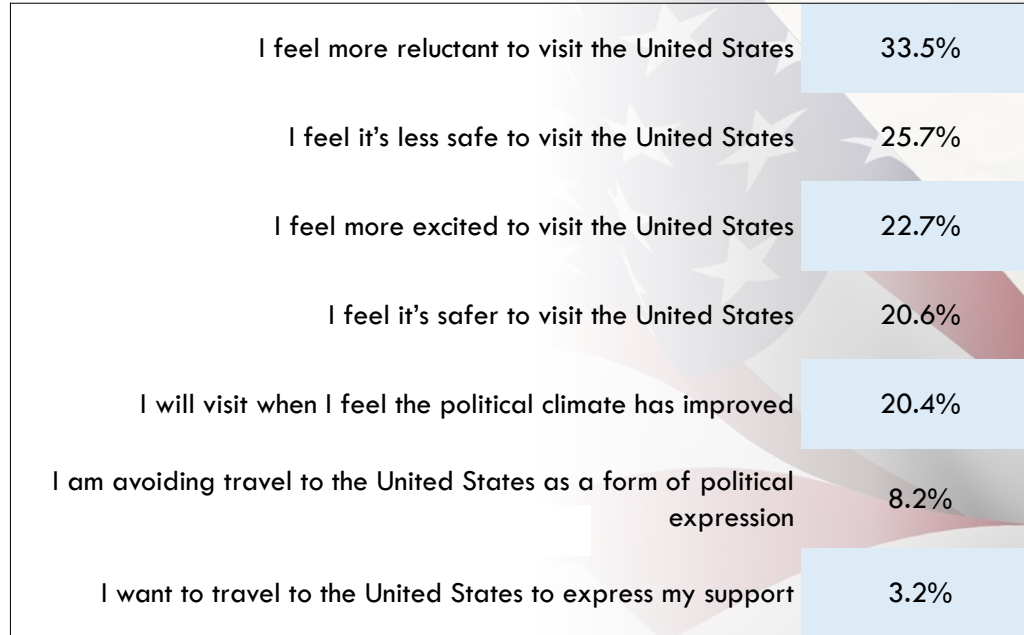 I feel more reluctant to visit the United States 33.5%
I feel it's less safe to visit the United States 25.7%
I feel more excited to visit the United States 22.7%
I feel it's safer to visit the United States 20.6%
I will visit when I feel the political climate has improved 20.4%
I am avoiding travel to the United States as a form of political
expression 8.2%
I want to travel to the United States to express my support 3.2%